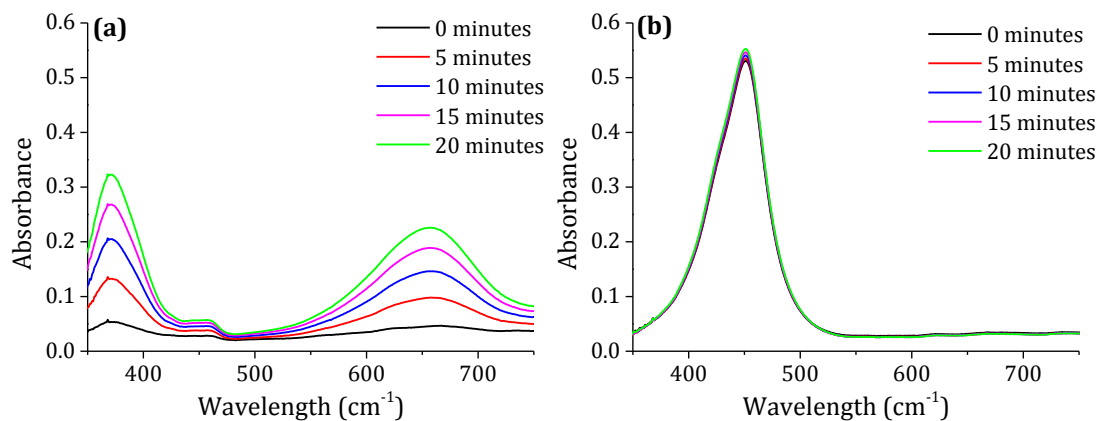 (a)
0 minutes
5 minutes
10 minutes
15 minutes
20 minutes
Absorbance
0.6
0.5
0.4
0.3
0.2
0.1
0.0
400 500 600 700
Wavelength (cm⁻¹)
(b)
0 minutes
5 minutes
10 minutes
15 minutes
20 minutes
Absorbance
0.6
0.5
0.4
0.3
0.2
0.1
0.0
400 500 600 700
Wavelength (cm⁻¹)